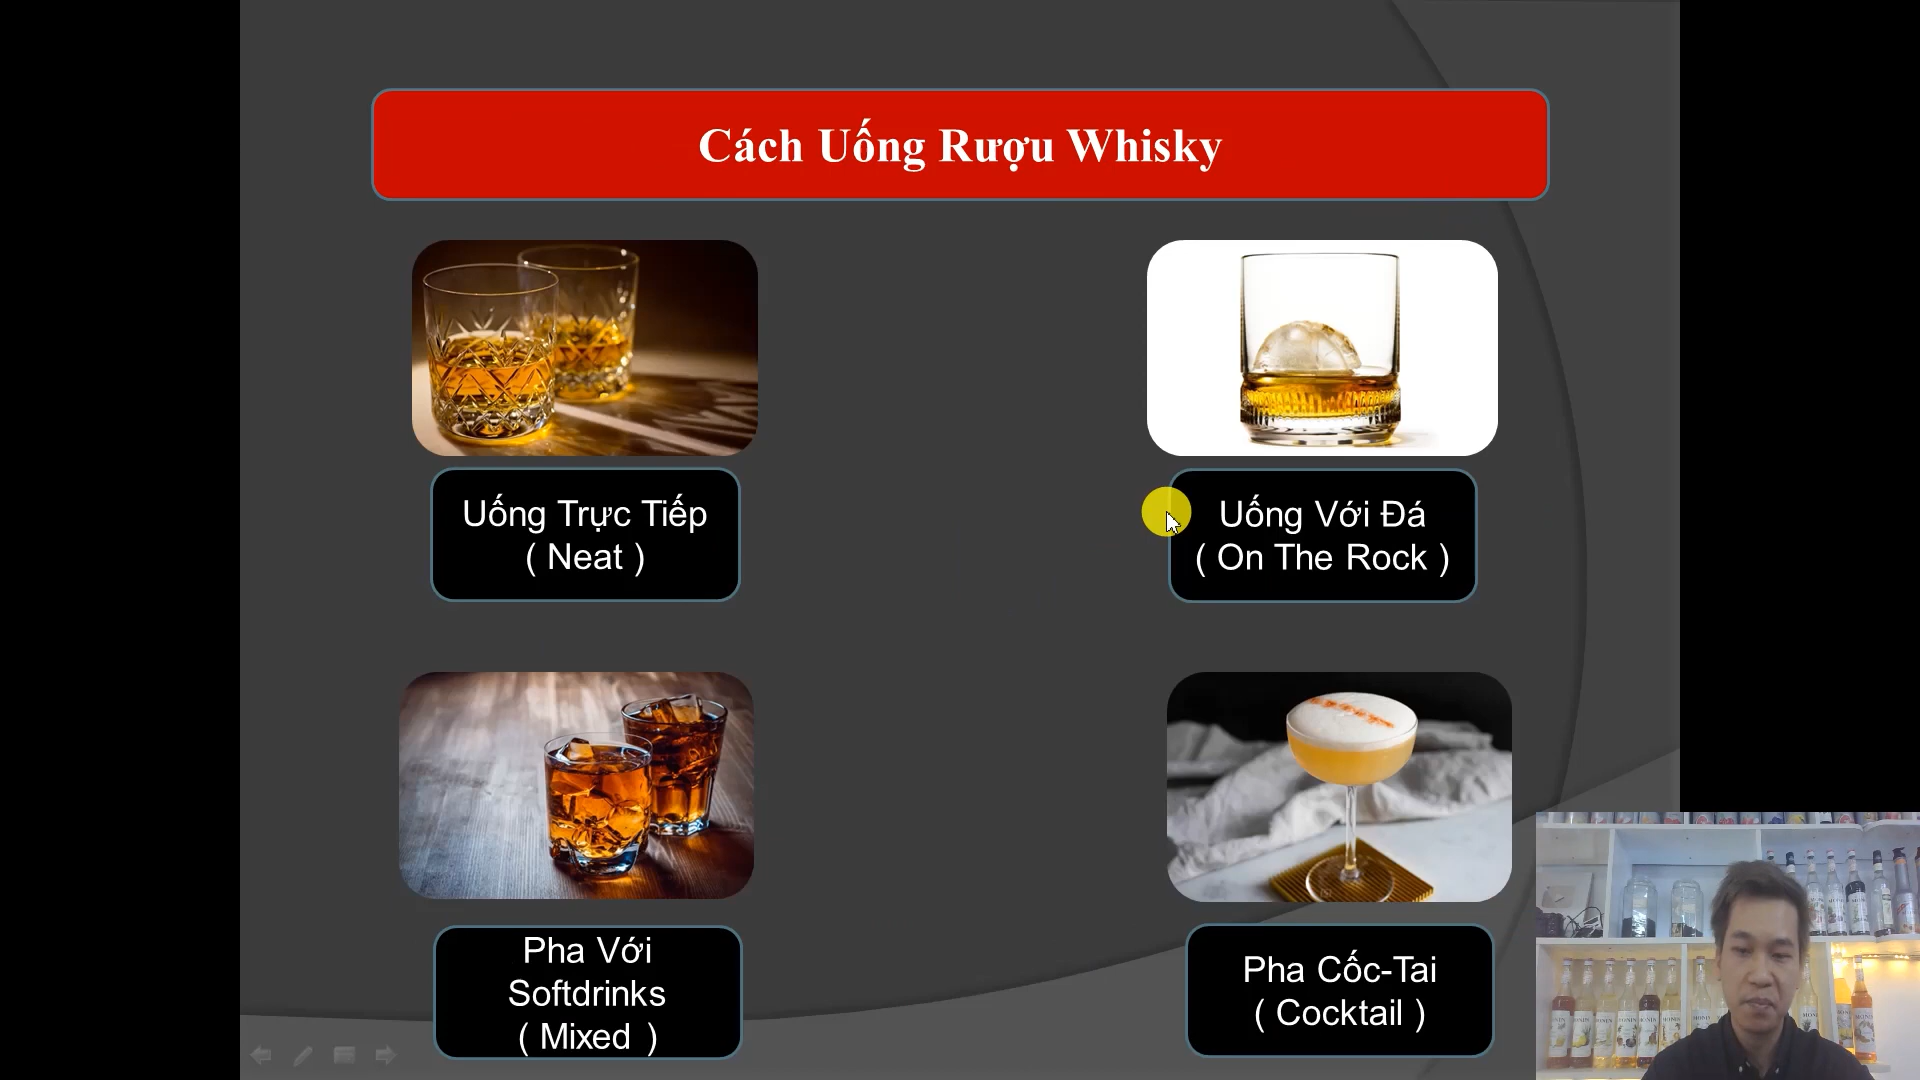 Cách Uống Rượu Whisky
Uống Trực Tiếp
( Neat )
Uống Với Đá
( On The Rock )
Pha Với
Softdrinks
( Mixed )
Pha Cốc-Tai
( Cocktail )